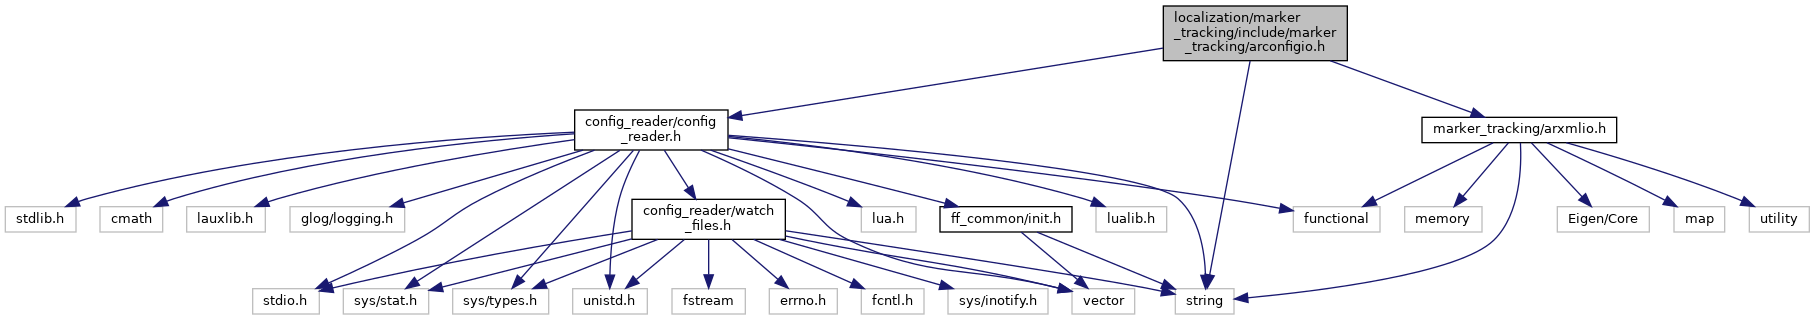 localization/marker
_tracking/include/marker
_tracking/arconfigio.h
config_reader/config
_reader.h
marker_tracking/arxmlio.h
stdlib.h
cmath
lauxlib.h
glog/logging.h
config_reader/watch
_files.h
lua.h
ff_common/init.h
lualib.h
functional
memory
Eigen/Core
map
utility
stdio.h
sys/stat.h
sys/types.h
unistd.h
fstream
errno.h
fcntl.h
sys/inotify.h
vector
string